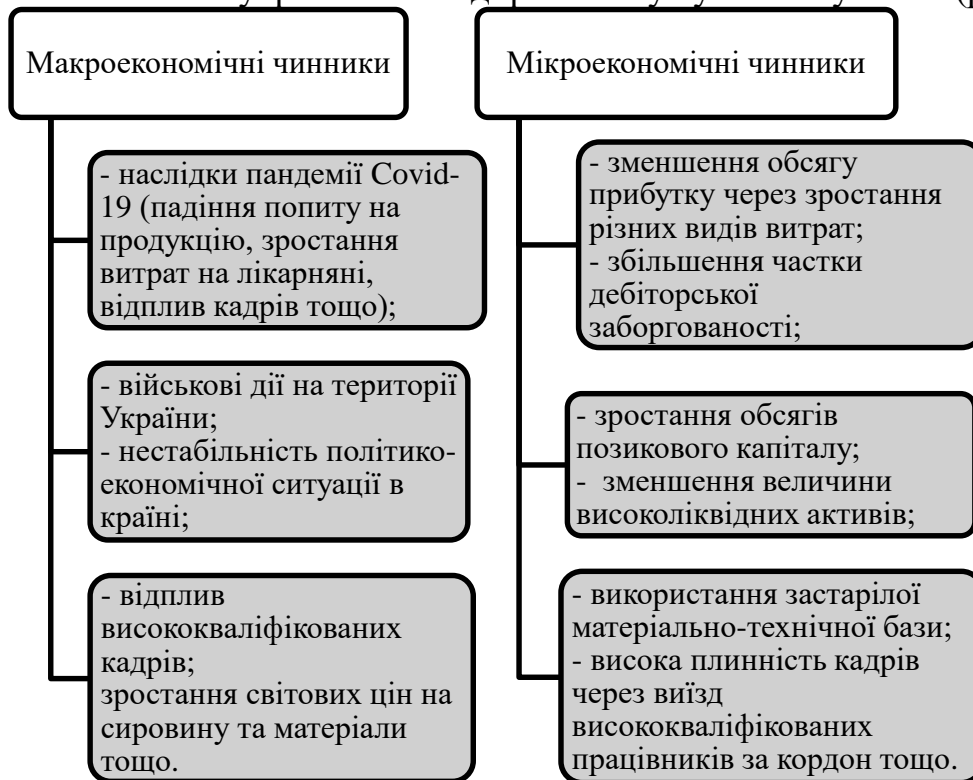 Макроекономічні чинники
- наслідки пандемії Covid-
19 (падіння попиту на
продукцію, зростання
витрат на лікарняні,
відплив кадрів тощо);
- військові дії на території
України;
- нестабільність політико-
економічної ситуації в
країні;
- відплив
висококваліфікованих
кадрів;
зростання світових цін на
сировину та матеріали
тощо.
Мікроекономічні чинники
- зменшення обсягу
прибутку через зростання
різних видів витрат;
- збільшення частки
дебіторської
заборгованості;
- зростання обсягів
позикового капіталу;
- зменшення величини
високоліквідних активів;
- використання застарілої
матеріально-технічної бази;
- висока плинність кадрів
через виїзд
висококваліфікованих
працівників за кордон тощо.